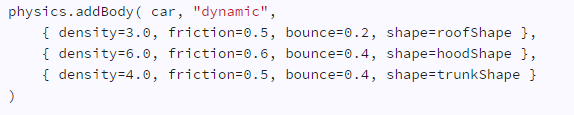 physics.addBody( car, "dynamic",
    { density=3.0, friction=0.5, bounce=0.2, shape=roofShape },
    { density=6.0, friction=0.6, bounce=0.4, shape=hoodShape },
    { density=4.0, friction=0.5, bounce=0.4, shape=trunkShape }
)